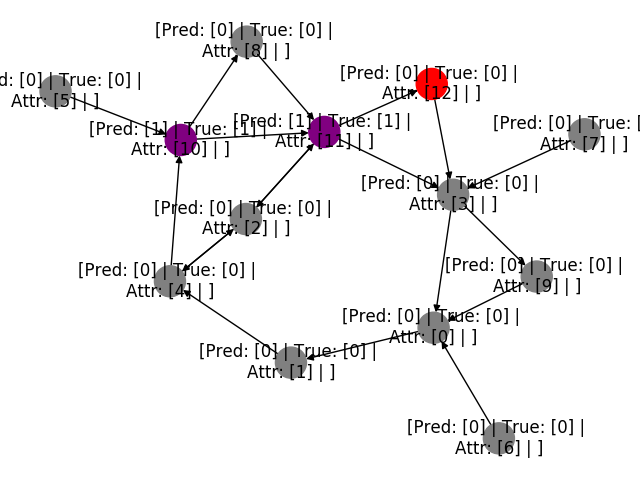 [Pred: [0] | True: [0] |
Attr: [8] | ]
d: [0] | True: [0] |
Attr: [5] | ]
[Pred: [0] | True: [0] |
Attr: [12] | ]
[Pred: [1] | True: [1] |
Attr: [10] | ]
[Pred: [1] | True: [1] |
Attr: [11] | ]
[Pred: [0] | True: [0] |
Attr: [7] | ]
[Pred: [0] | True: [0] |
Attr: [3] | ]
[Pred: [0] | True: [0] |
Attr: [2] | ]
[Pred: [0] | True: [0] |
Attr: [4] | ]
[Pred: [0] | True: [0] |
Attr: [9] | ]
[Pred: [0] | True: [0] |
Attr: [0] | ]
[Pred: [0] | True: [0] |
Attr: [1] | ]
[Pred: [0] | True: [0] |
Attr: [6] | ]